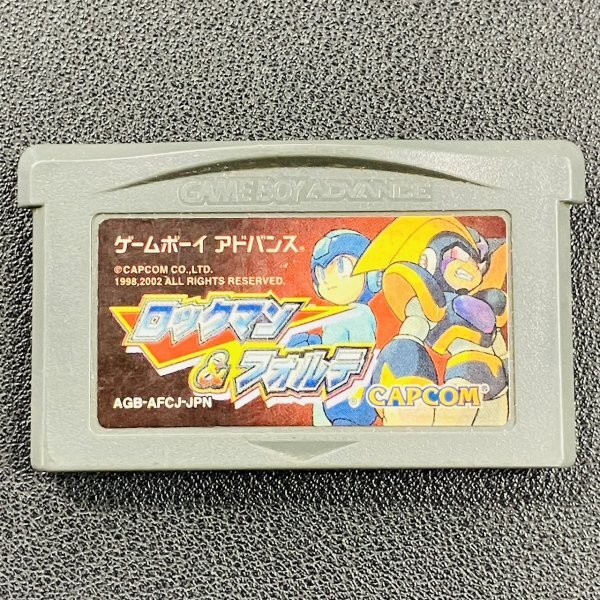 GAME BOY ADVANCE
ゲームボーイ アドバンス®
©CAPCOM CO.,LTD.
1998,2002 ALL RIGHTS RESERVED.
ロックマン
&フォルテ
AGB-AFCJ-JPN
CAPCOM®